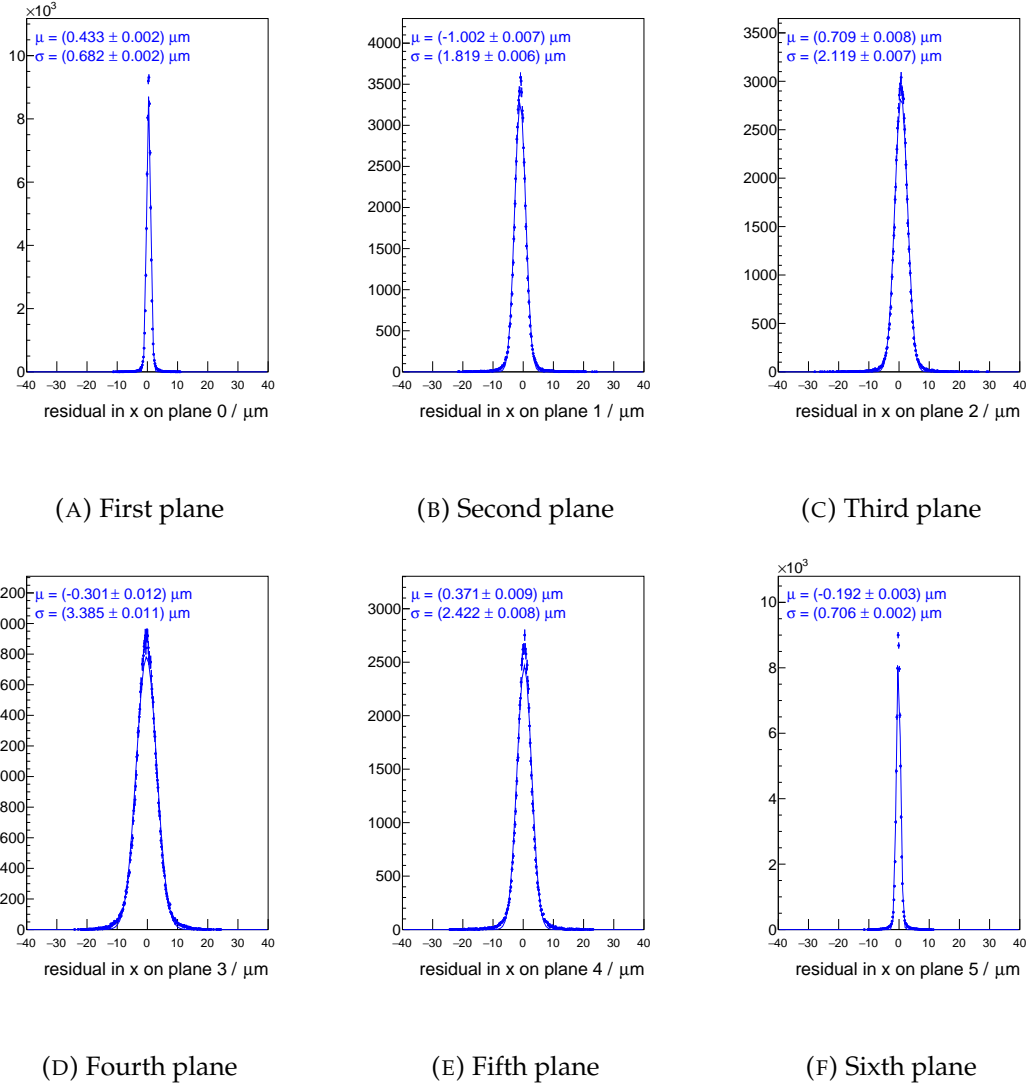 ×10³
μ = (0.433 ± 0.002) μm
σ = (0.682 ± 0.002) μm
10
8
6
4
2
0
−40 −30 −20 −10 0 10 20 30 40
residual in x on plane 0 / μm
(A) First plane
μ = (-1.002 ± 0.007) μm
σ = (1.819 ± 0.006) μm
4000
3500
3000
2500
2000
1500
1000
500
0
−40 −30 −20 −10 0 10 20 30 40
residual in x on plane 1 / μm
(B) Second plane
μ = (0.709 ± 0.008) μm
σ = (2.119 ± 0.007) μm
3500
3000
2500
2000
1500
1000
500
0
−40 −30 −20 −10 0 10 20 30 40
residual in x on plane 2 / μm
(C) Third plane
μ = (-0.301 ± 0.012) μm
σ = (3.385 ± 0.011) μm
200
000
800
600
400
200
000
800
600
400
200
0
−40 −30 −20 −10 0 10 20 30 40
residual in x on plane 3 / μm
(D) Fourth plane
μ = (0.371 ± 0.009) μm
σ = (2.422 ± 0.008) μm
3000
2500
2000
1500
1000
500
0
−40 −30 −20 −10 0 10 20 30 40
residual in x on plane 4 / μm
(E) Fifth plane
×10³
μ = (-0.192 ± 0.003) μm
σ = (0.706 ± 0.002) μm
10
8
6
4
2
0
−40 −30 −20 −10 0 10 20 30 40
residual in x on plane 5 / μm
(F) Sixth plane